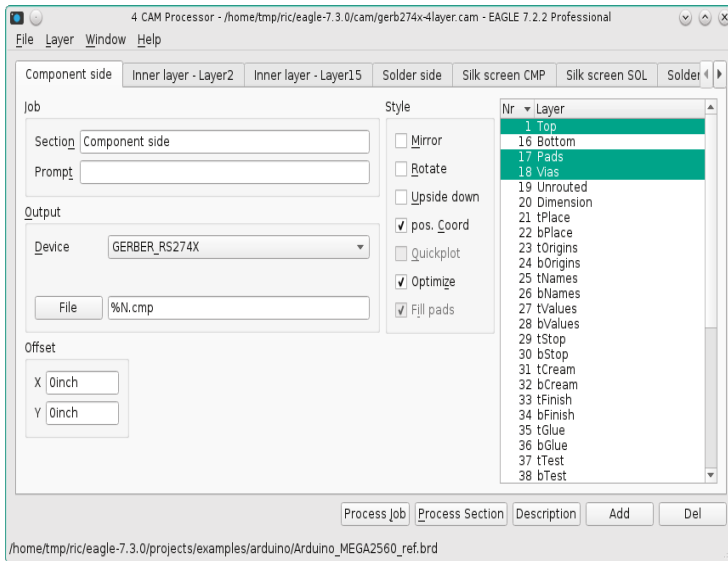 4 CAM Processor - /home/tmp/ric/eagle-7.3.0/cam/gerb274x-4layer.cam - EAGLE 7.2.2 Professional
File Layer Window Help
Component side Inner layer - Layer2 Inner layer - Layer15 Solder side Silk screen CMP Silk screen SOL Solder
Job
Section Component side
Prompt
Output
Device GERBER_RS274X
File %N.cmp
Offset
X 0inch
Y 0inch
Style
Mirror
Rotate
Upside down
pos. Coord
Quickplot
Optimize
Fill pads
Nr Layer
1 Top
16 Bottom
17 Pads
18 Vias
19 Unrouted
20 Dimension
21 tPlace
22 bPlace
23 tOrigins
24 bOrigins
25 tNames
26 bNames
27 tValues
28 bValues
29 tStop
30 bStop
31 tCream
32 bCream
33 tFinish
34 bFinish
35 tGlue
36 bGlue
37 tTest
38 bTest
Process Job Process Section Description Add Del
/home/tmp/ric/eagle-7.3.0/projects/examples/arduino/Arduino_MEGA2560_ref.brd